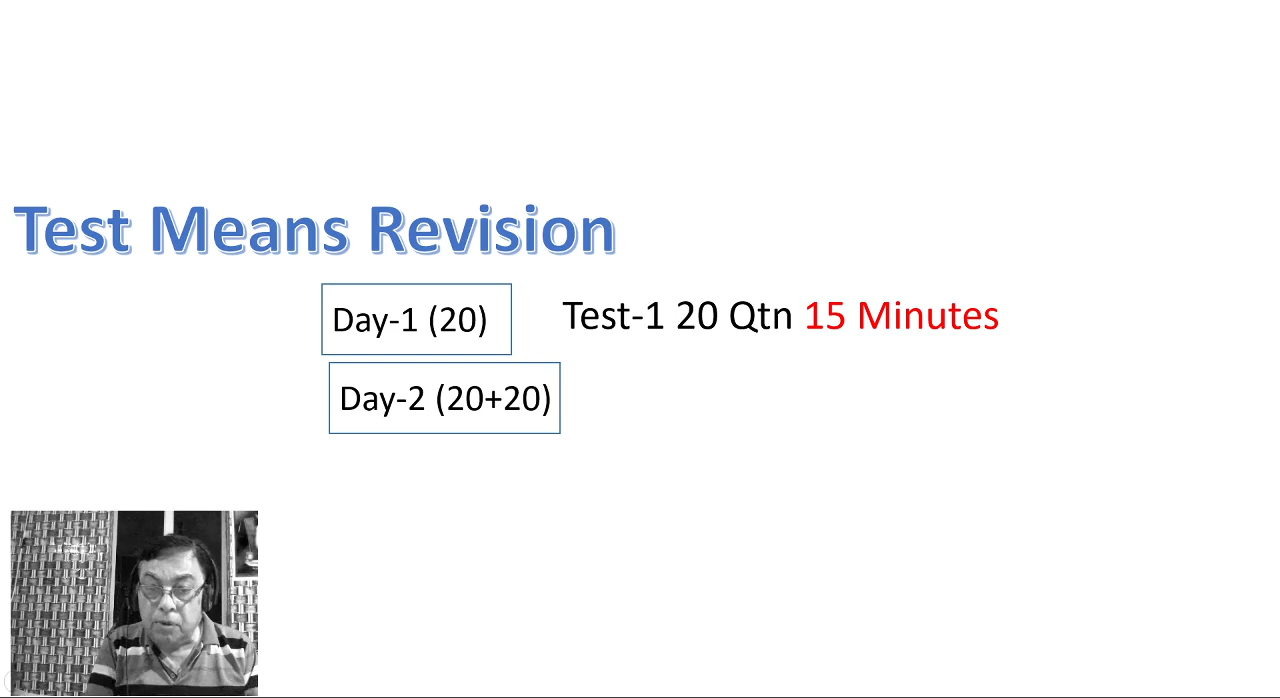 Test Means Revision
Day-1 (20)
Test-1 20 Qtn 15 Minutes
Day-2 (20+20)